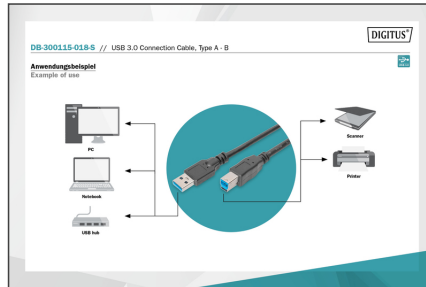 DIGITUS®
DB-300115-018-S // USB 3.0 Connection Cable, Type A - B
Anwendungsbeispiel
Example of use
PC
Notebook
USB hub
Scanner
Printer